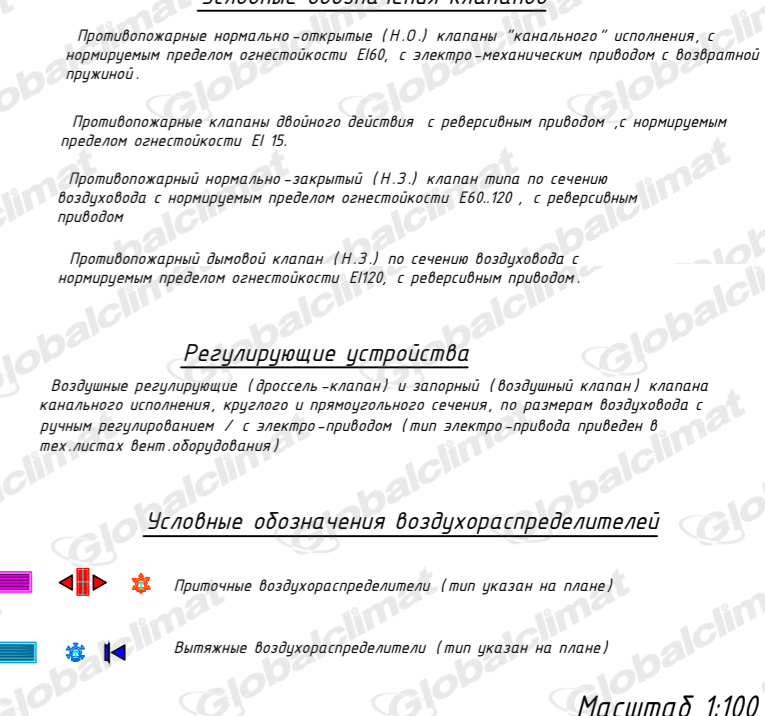 Условные обозначения клапанов
Противопожарные нормально-открытые (Н.О.) клапаны "канального" исполнения, с
нормируемым пределом огнестойкости EI60, с электро-механическим приводом с возвратной
пружиной.
Противопожарные клапаны двойного действия с реверсивным приводом ,с нормируемым
пределом огнестойкости EI 15.
Противопожарный нормально-закрытый (Н.З.) клапан типа по сечению
воздуховода с нормируемым пределом огнестойкости E60..120 , с реверсивным
приводом
Противопожарный дымовой клапан (Н.З.) по сечению воздуховода с
нормируемым пределом огнестойкости EI120, с реверсивным приводом.
Регулирующие устройства
Воздушные регулирующие (дроссель-клапан) и запорный (воздушный клапан) клапана
канального исполнения, круглого и прямоугольного сечения, по размерам воздуховода с
ручным регулированием / с электро-приводом (тип электро-привода приведен в
тех.листах вент.оборудования)
Условные обозначения воздухораспределителей
Приточные воздухораспределители (тип указан на плане)
Вытяжные воздухораспределители (тип указан на плане)
Масштаб 1:100
Globalclimat